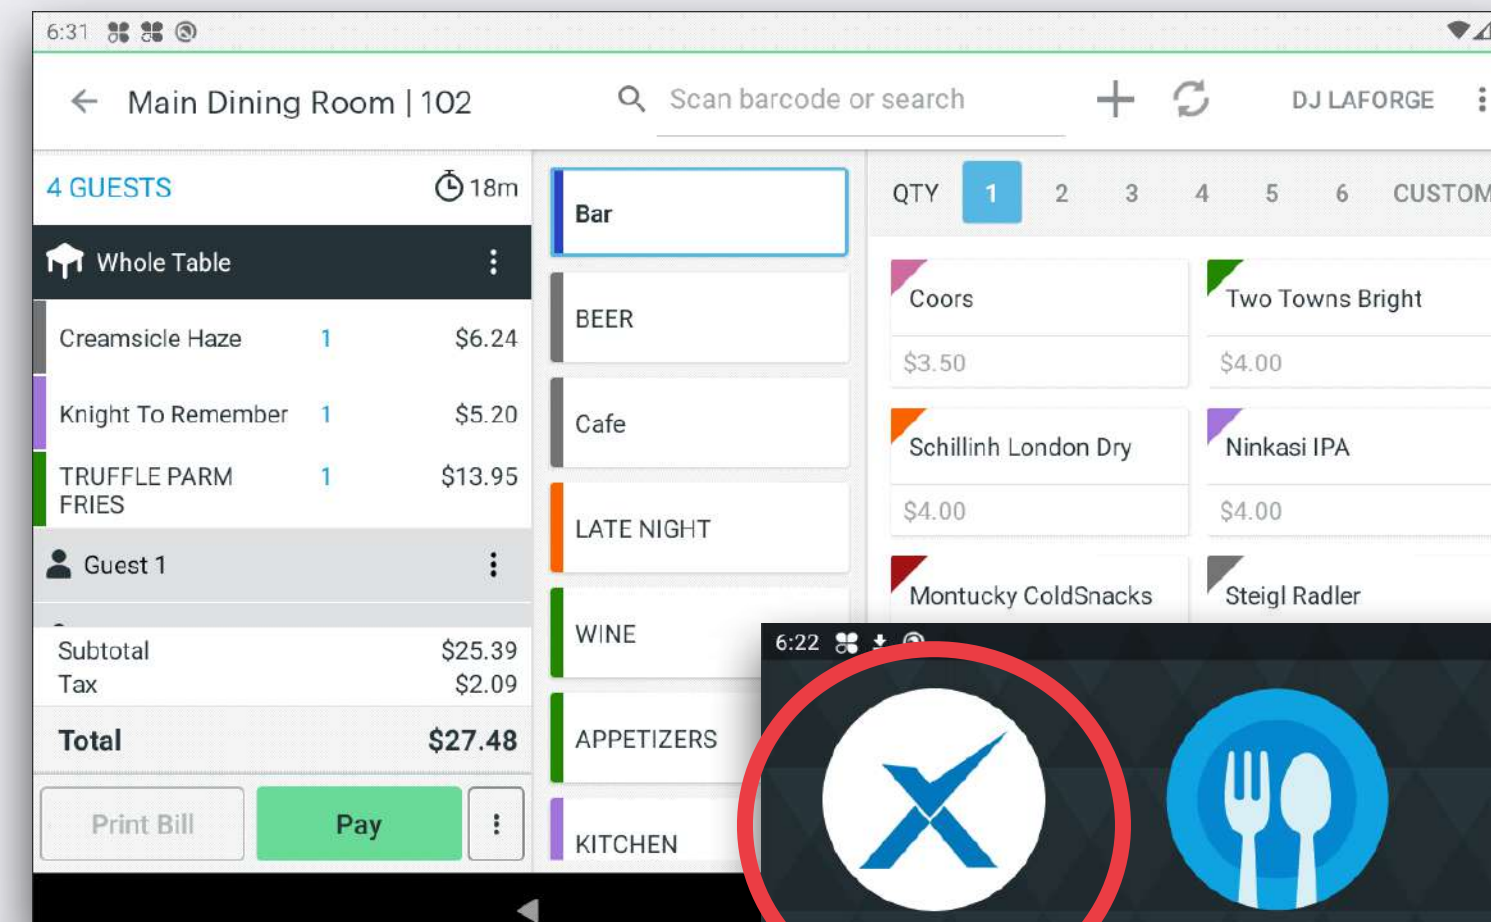 6:31
Main Dining Room | 102
Scan barcode or search
DJ LAFORGE
4 GUESTS
18m
Whole Table
Creamsicle Haze 1 $6.24
Knight To Remember 1 $5.20
TRUFFLE PARM FRIES 1 $13.95
Guest 1
Subtotal $25.39
Tax $2.09
Total $27.48
Print Bill
Pay
Bar
BEER
Cafe
LATE NIGHT
WINE
APPETIZERS
KITCHEN
QTY 1 2 3 4 5 6 CUSTOM
Coors
$3.50
Two Towns Bright
$4.00
Schillinh London Dry
$4.00
Ninkasi IPA
$4.00
Montucky ColdSnacks
Steigl Radler
6:22